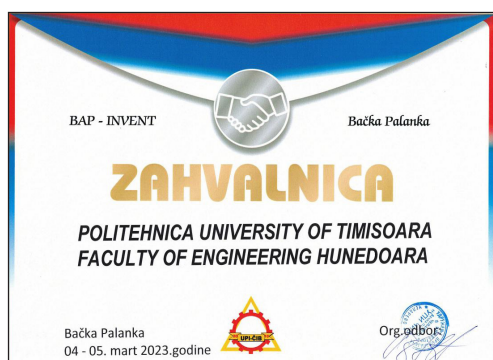 BAP - INVENT
Bačka Palanka
ZAHVALNICA
POLITEHNICA UNIVERSITY OF TIMISOARA
FACULTY OF ENGINEERING HUNEDOARA
UPI-ČIB
Bačka Palanka
04 - 05. mart 2023.godine
Org.odbor: